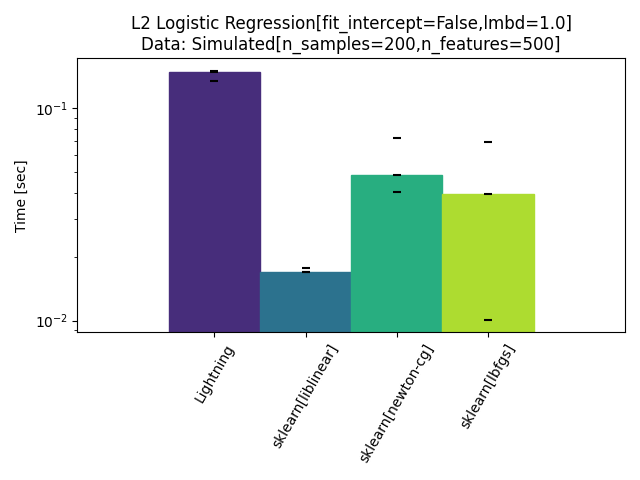 L2 Logistic Regression[fit_intercept=False,lmbd=1.0]
Data: Simulated[n_samples=200,n_features=500]
Time [sec]
10⁻¹
10⁻²
Lightning
sklearn[liblinear]
sklearn[newton-cg]
sklearn[lbfgs]